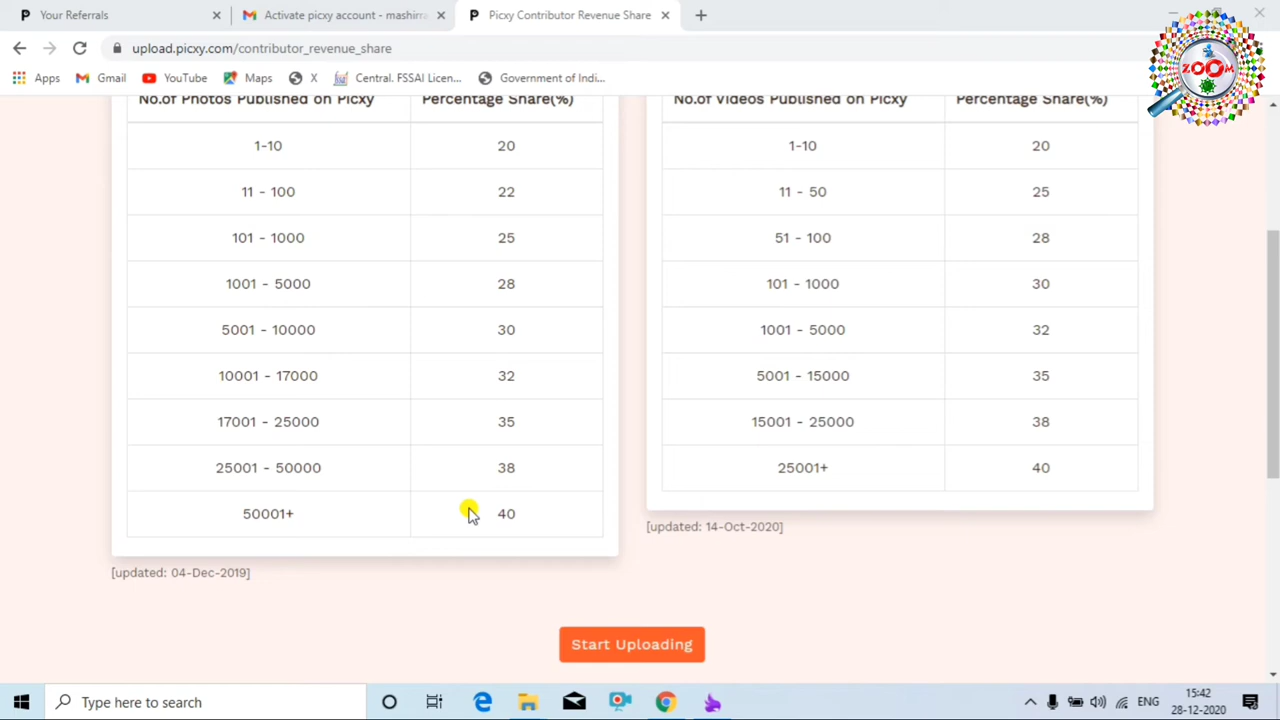 Your Referrals
Activate picxy account - mashirra
Picxy Contributor Revenue Share
upload.picxy.com/contributor_revenue_share
Apps
Gmail
YouTube
Maps
X
Central. FSSAI Licen...
Government of Indi...
ZOOM
No.of Photos Published on Picxy Percentage Share(%)
1-10 20
11 - 100 22
101 - 1000 25
1001 - 5000 28
5001 - 10000 30
10001 - 17000 32
17001 - 25000 35
25001 - 50000 38
50001+ 40
[updated: 04-Dec-2019]
No.of Videos Published on Picxy Percentage Share(%)
1-10 20
11 - 50 25
51 - 100 28
101 - 1000 30
1001 - 5000 32
5001 - 15000 35
15001 - 25000 38
25001+ 40
[updated: 14-Oct-2020]
Start Uploading
Type here to search
ENG
15:42
28-12-2020